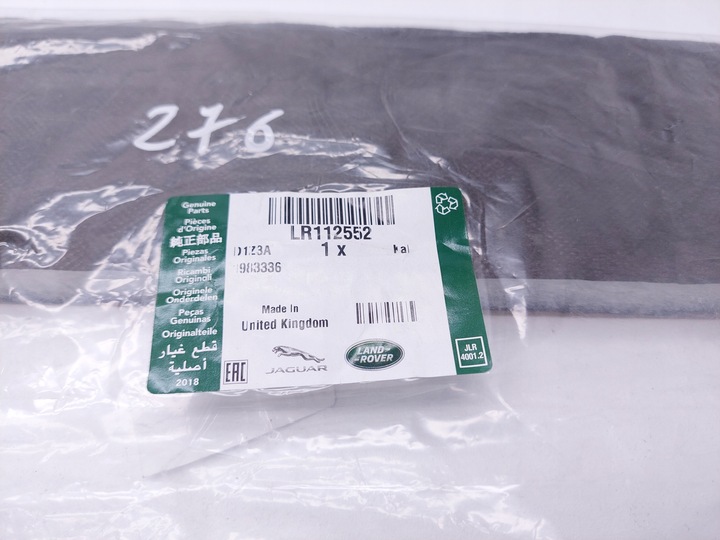 276
Genuine
Parts
Pièces
d'Origine
純正部品
Piezas
Originales
Ricambi
Originali
Originele
Onderdelen
Peças
Genuinas
Originalteile
قطع غيار
أصلية
2018
LR112552
1 x
Made In
United Kingdom
EAC
JAGUAR
LAND-
-ROVER
JLR
4001.2